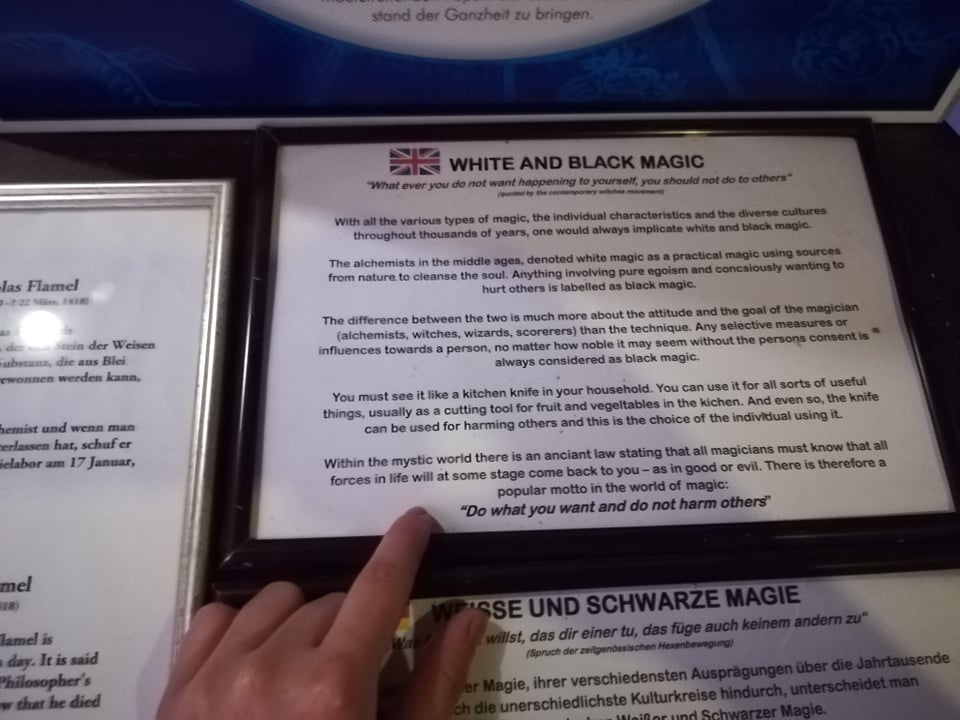 stand der Ganzheit zu bringen.
WHITE AND BLACK MAGIC
"What ever you do not want happening to yourself, you should not do to others"
(quoted by the contemporary witches movement)
With all the various types of magic, the individual characteristics and the diverse cultures
throughout thousands of years, one would always implicate white and black magic.
The alchemists in the middle ages, denoted white magic as a practical magic using sources
from nature to cleanse the soul. Anything involving pure egoism and concsiously wanting to
hurt others is labelled as black magic.
The difference between the two is much more about the attitude and the goal of the magician
(alchemists, witches, wizards, scorerers) than the technique. Any selective measures or
influences towards a person, no matter how noble it may seem without the persons consent is
always considered as black magic.
You must see it like a kitchen knife in your household. You can use it for all sorts of useful
things, usually as a cutting tool for fruit and vegeltables in the kichen. And even so, the knife
can be used for harming others and this is the choice of the individual using it.
Within the mystic world there is an anciant law stating that all magicians must know that all
forces in life will at some stage come back to you – as in good or evil. There is therefore a
popular motto in the world of magic:
"Do what you want and do not harm others"
las Flamel
22 März, 1418)
Stein der Weisen
ubstanz, die aus Blei
ewonnen werden kann,
hemist und wenn man
terlassen hat, schuf er
ielabor am 17 Januar,
mel
18)
lamel is
day. It is said
Philosopher's
w that he died
WEISSE UND SCHWARZE MAGIE
willst, das dir einer tu, das füge auch keinem andern zu"
(Spruch der zeitgenössischen Hexenbewegung)
er Magie, ihrer verschiedensten Ausprägungen über die Jahrtausende
ch die unerschiedlichste Kulturkreise hindurch, unterscheidet man
Weißer und Schwarzer Magie.